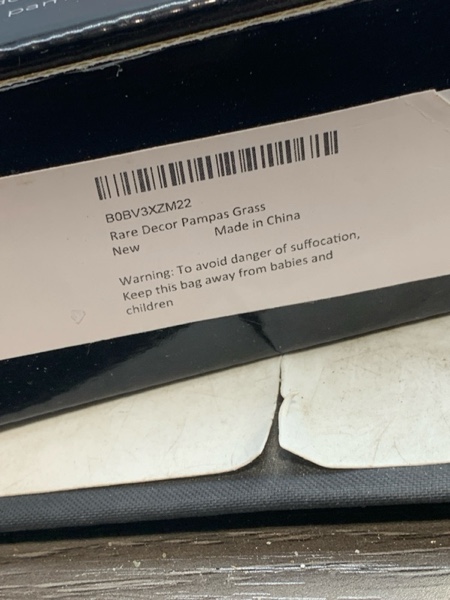 B0BV3XZM22
Rare Decor Pampas Grass
New Made in China
Warning: To avoid danger of suffocation,
Keep this bag away from babies and
children